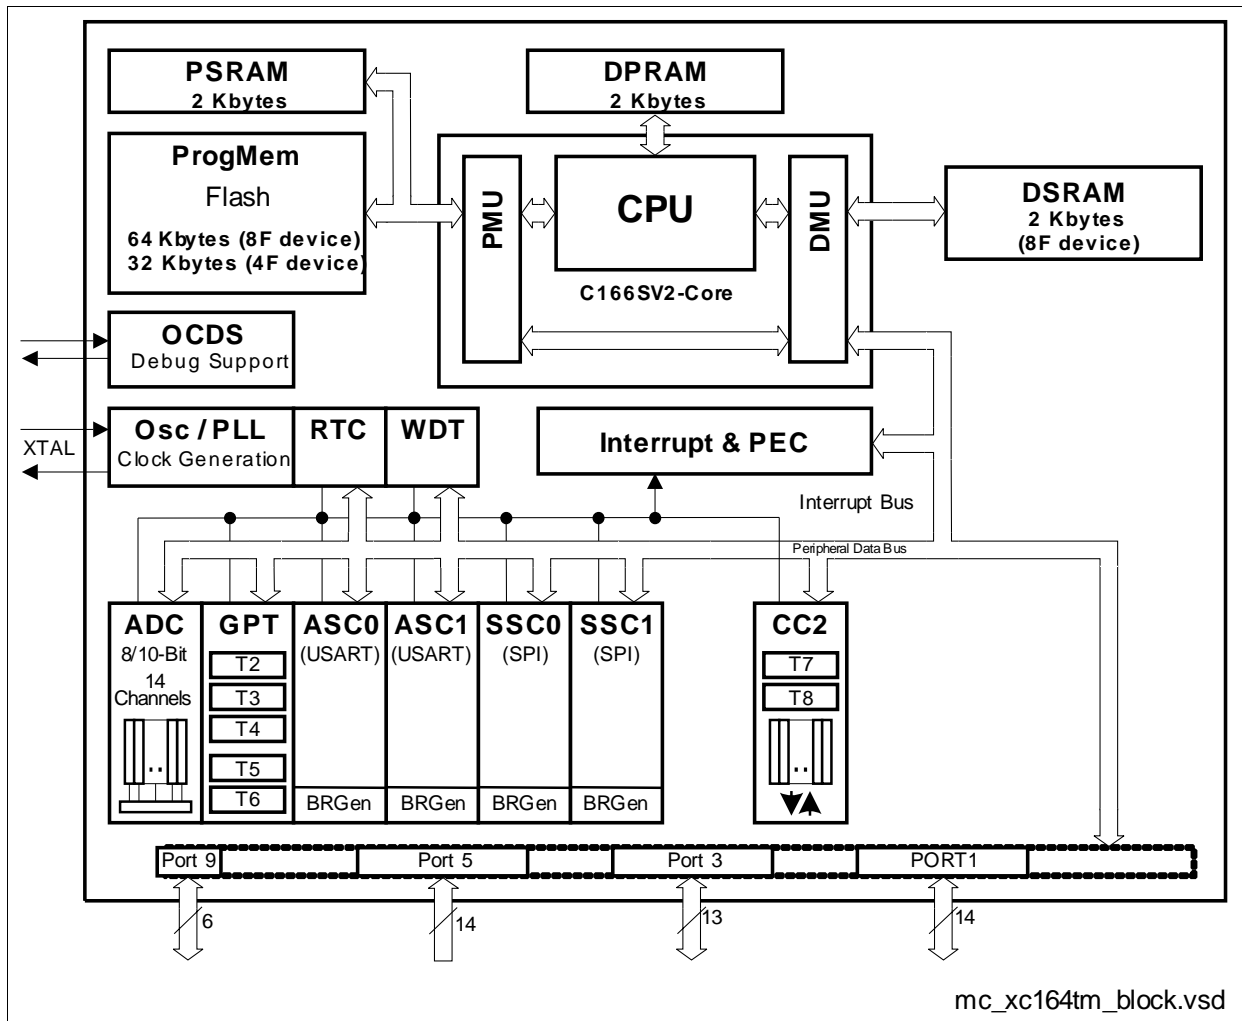 PSRAM
2 Kbytes
DPRAM
2 Kbytes
ProgMem
Flash
64 Kbytes (8F device)
32 Kbytes (4F device)
PMU
CPU
DMU
C166SV2-Core
DSRAM
2 Kbytes
(8F device)
OCDS
Debug Support
XTAL
Osc / PLL
Clock Generation
RTC
WDT
Interrupt & PEC
Interrupt Bus
Peripheral Data Bus
ADC
8/10-Bit
14
Channels
GPT
T2
T3
T4
T5
T6
ASC0
(USART)
BRGen
ASC1
(USART)
BRGen
SSC0
(SPI)
BRGen
SSC1
(SPI)
BRGen
CC2
T7
T8
Port 9
Port 5
Port 3
PORT1
6
14
13
14
mc_xc164tm_block.vsd